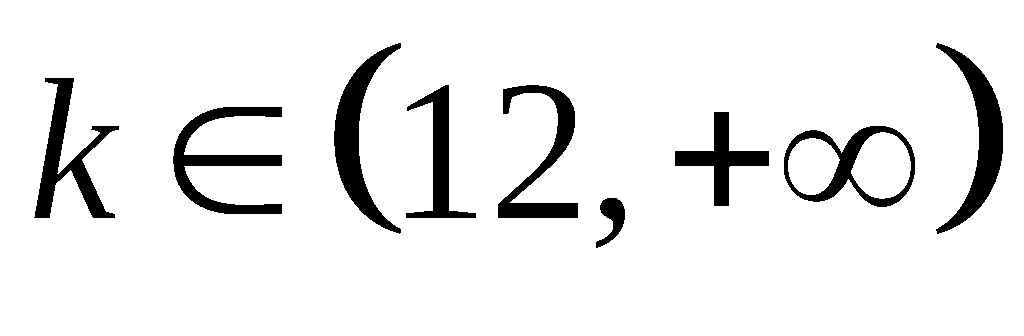 k ∈ (12, +∞)